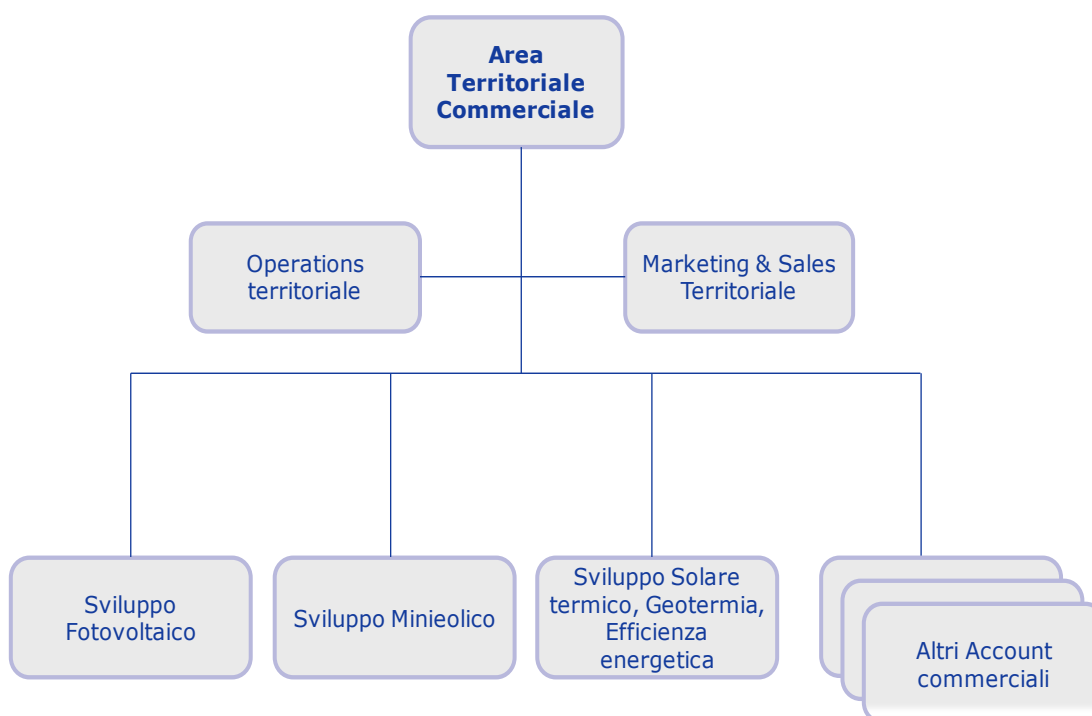 Area
Territoriale
Commerciale
Operations
territoriale
Marketing & Sales
Territoriale
Sviluppo
Fotovoltaico
Sviluppo Minieolico
Sviluppo Solare
termico, Geotermia,
Efficienza
energetica
Altri Account
commerciali